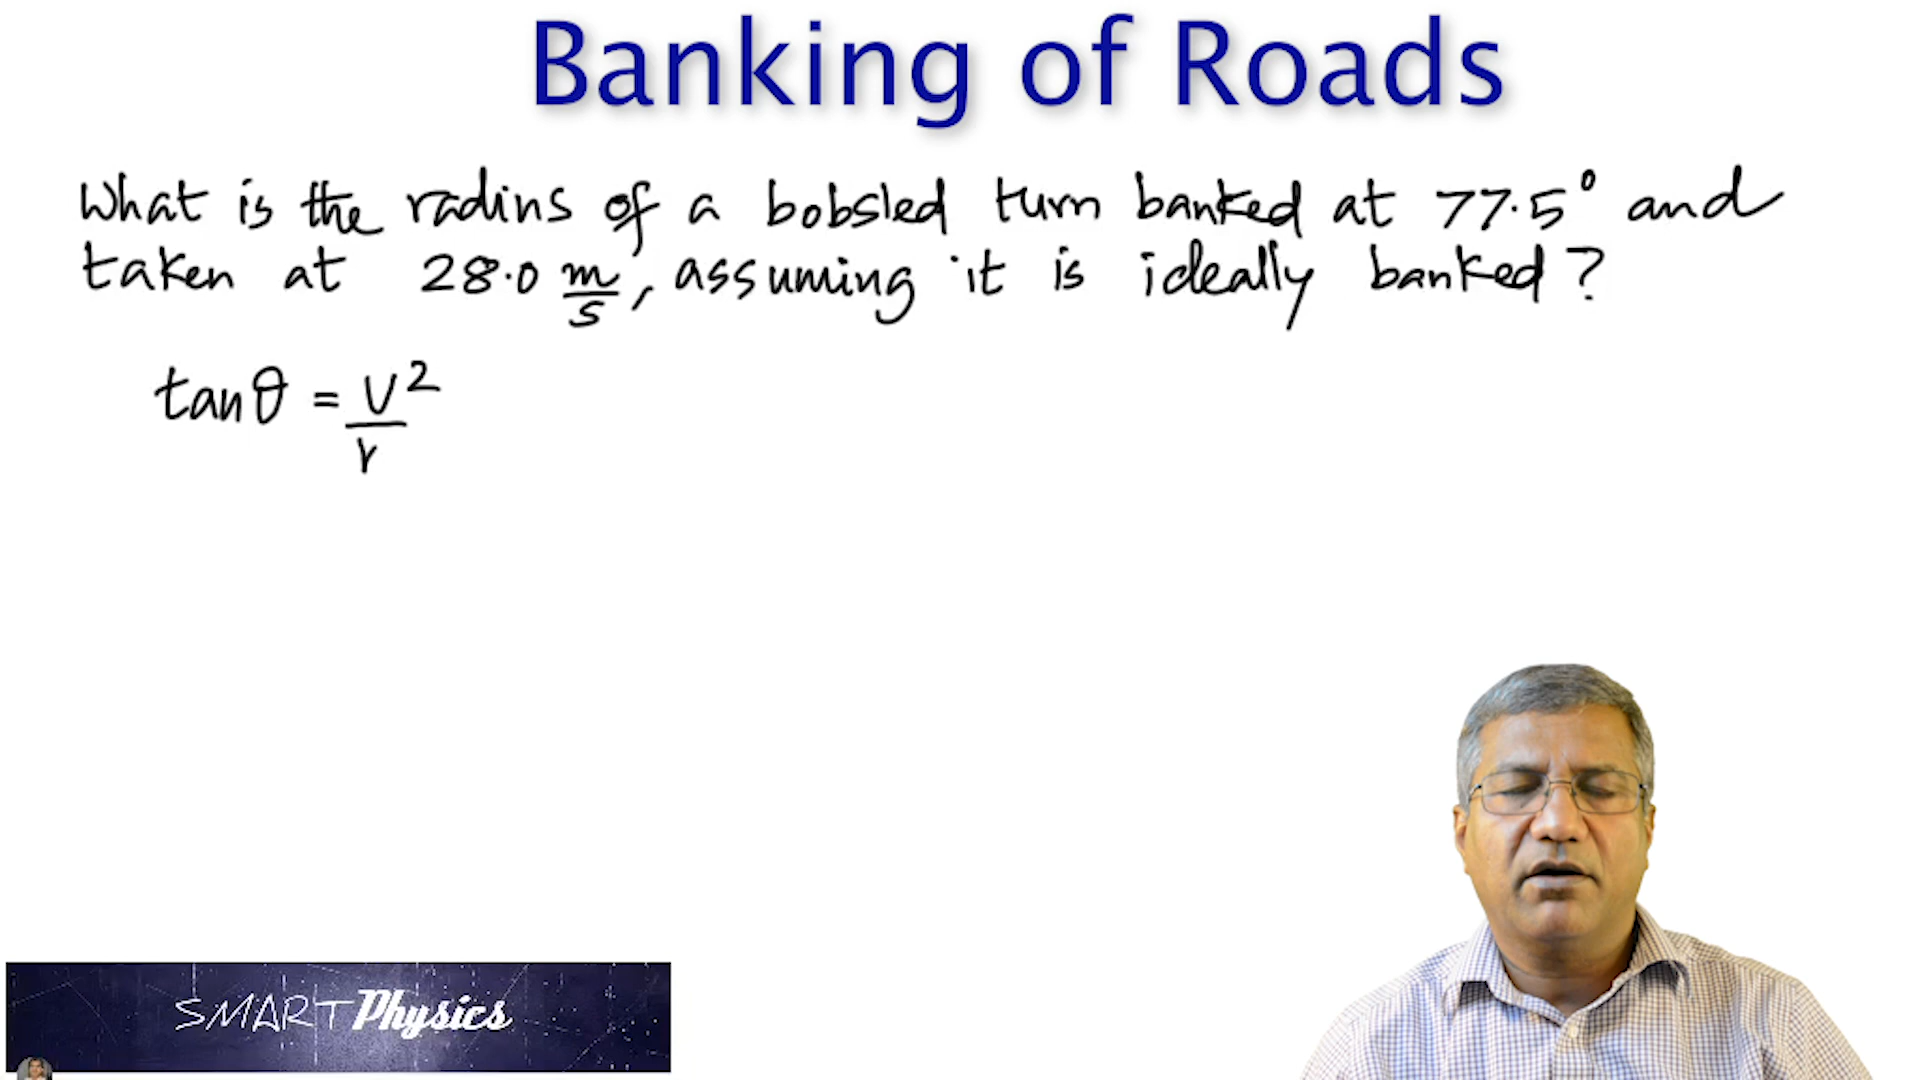 Banking of Roads
What is the radius of a bobsled turn banked at 77.5° and
taken at 28.0 m/s, assuming it is ideally banked?
tanθ = v²/r
SMART Physics